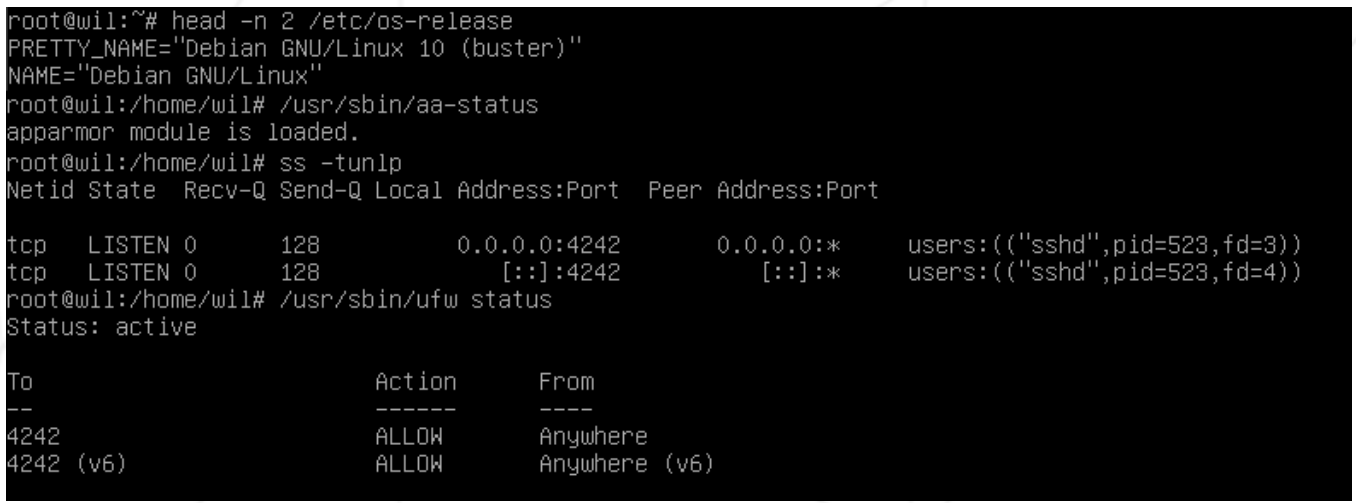 root@wil:~# head -n 2 /etc/os-release
PRETTY_NAME="Debian GNU/Linux 10 (buster)"
NAME="Debian GNU/Linux"
root@wil:/home/wil# /usr/sbin/aa-status
apparmor module is loaded.
root@wil:/home/wil# ss -tunlp
Netid State  Recv-Q Send-Q Local Address:Port  Peer Address:Port

tcp   LISTEN 0      128          0.0.0.0:4242       0.0.0.0:*     users:(("sshd",pid=523,fd=3))
tcp   LISTEN 0      128             [::]:4242          [::]:*     users:(("sshd",pid=523,fd=4))
root@wil:/home/wil# /usr/sbin/ufw status
Status: active

To                         Action      From
--                         ------      ----
4242                       ALLOW       Anywhere
4242 (v6)                  ALLOW       Anywhere (v6)